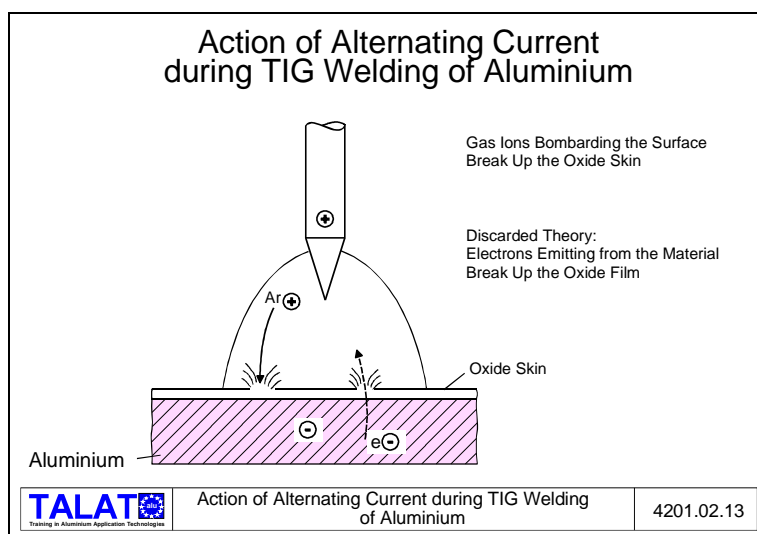 Action of Alternating Current
during TIG Welding of Aluminium
Gas Ions Bombarding the Surface
Break Up the Oxide Skin
Discarded Theory:
Electrons Emitting from the Material
Break Up the Oxide Film
+
Ar +
Oxide Skin
-
e -
Aluminium
TALAT
alu
Training in Aluminium Application Technologies
Action of Alternating Current during TIG Welding
of Aluminium
4201.02.13